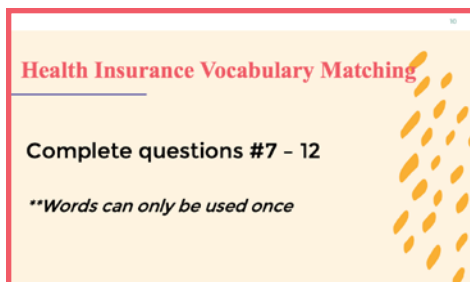 10
Health Insurance Vocabulary Matching
Complete questions #7 – 12
**Words can only be used once